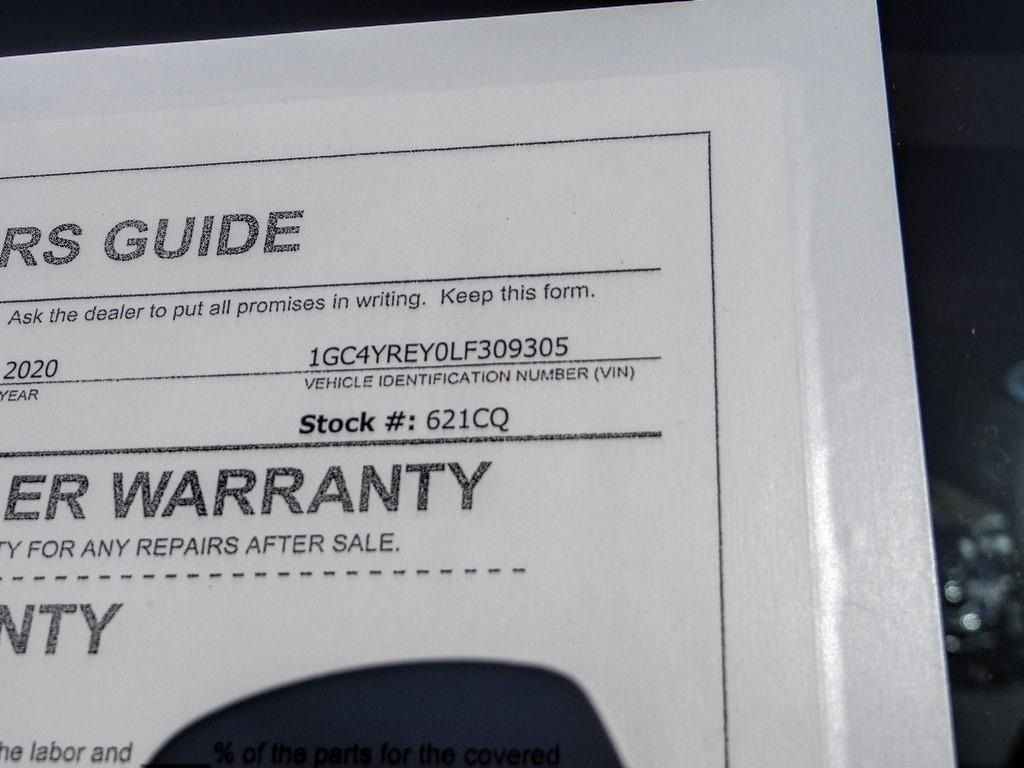 RS GUIDE
Ask the dealer to put all promises in writing. Keep this form.
2020 1GC4YREY0LF309305
YEAR VEHICLE IDENTIFICATION NUMBER (VIN)
Stock #: 621CQ
ER WARRANTY
TY FOR ANY REPAIRS AFTER SALE.
NTY
he labor and % of the parts for the covered